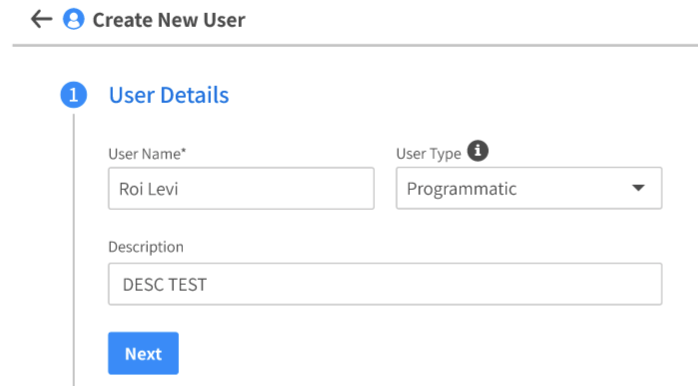 Create New User
1 User Details
User Name* User Type i
Roi Levi Programmatic
Description
DESC TEST
Next